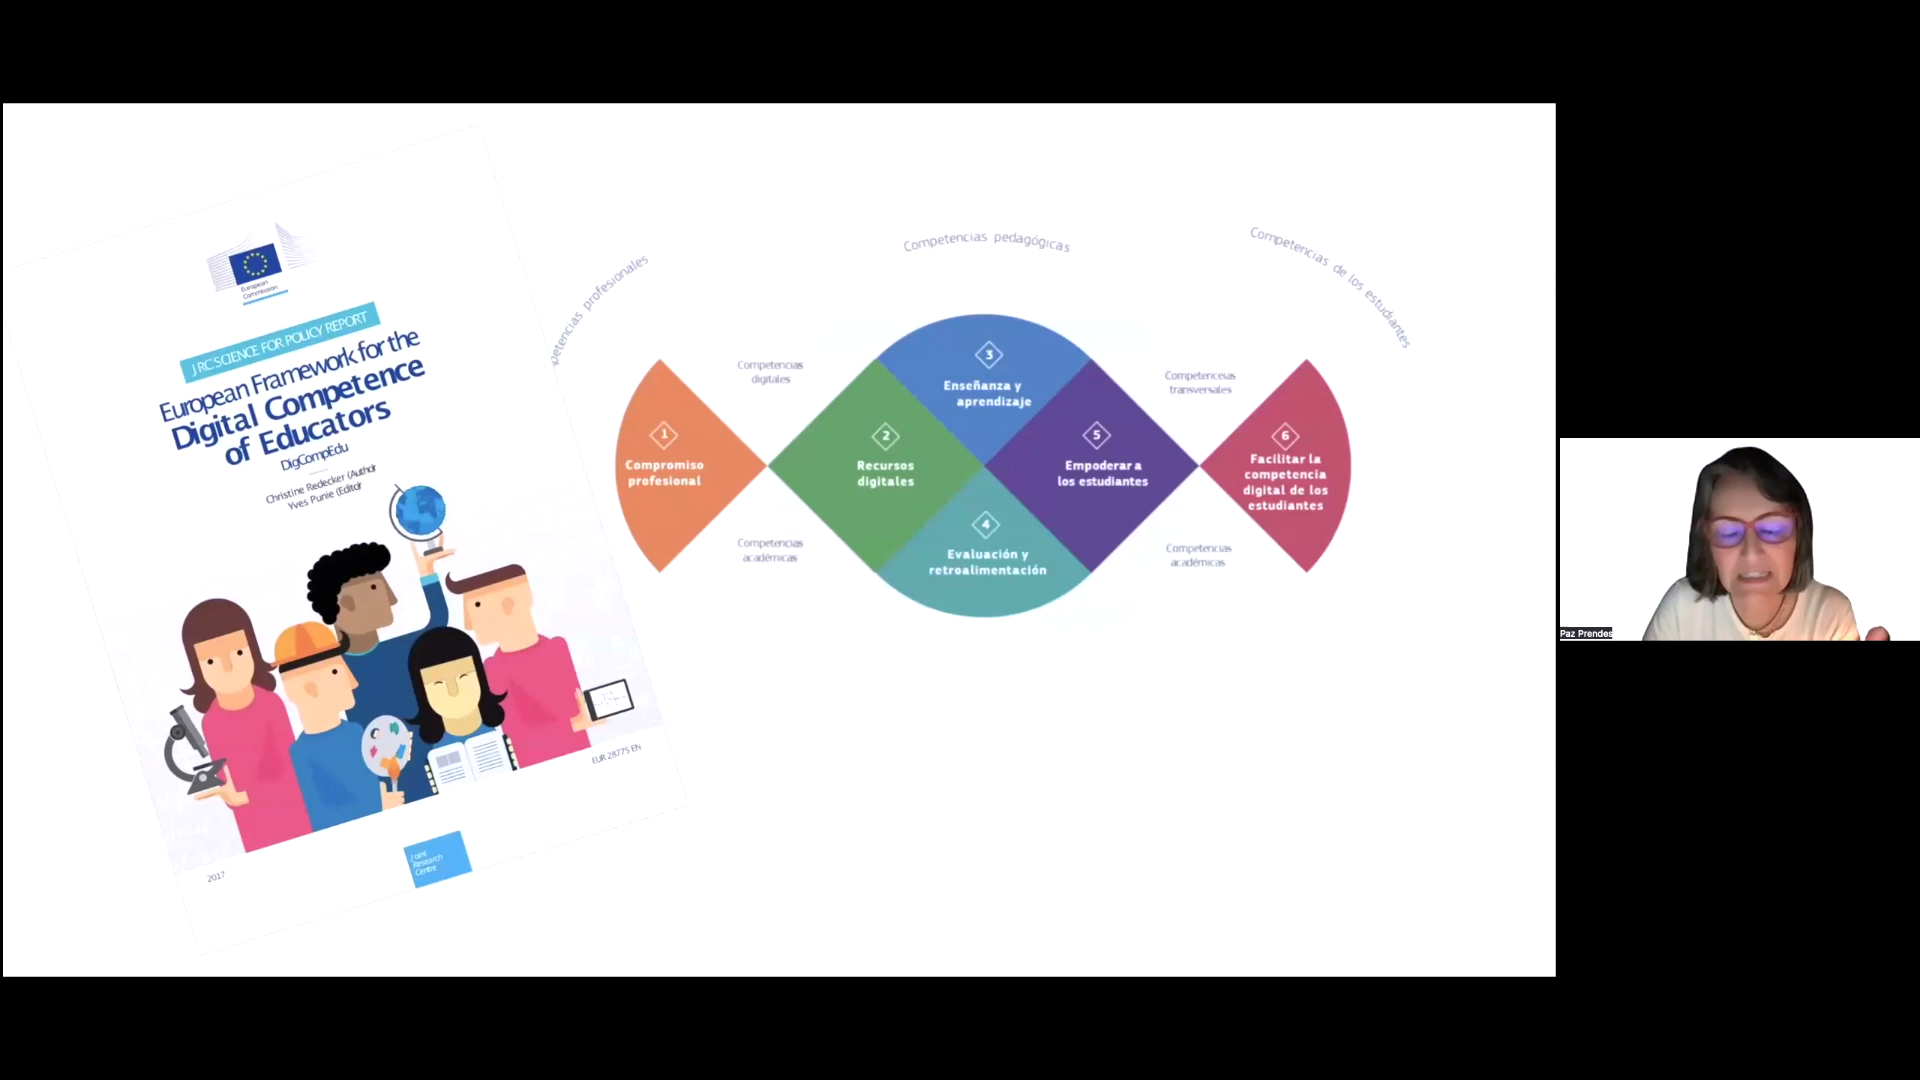 European
Commission
JRC SCIENCE FOR POLICY REPORT
European Framework for the
Digital Competence
of Educators
DigCompEdu
Christine Redecker (Author
Yves Punie (Editor
EUR 28775 EN
2017
Joint
Research
Centre
petencias profesionales
Competencias pedagógicas
Competencias de los estudiantes
Competencias
digitales
Competenceias
transversales
1
Compromiso
profesional
2
Recursos
digitales
3
Enseñanza y
aprendizaje
4
Evaluación y
retroalimentación
5
Empoderar a
los estudiantes
6
Facilitar la
competencia
digital de los
estudiantes
Competencias
académicas
Competencias
académicas
Paz Prendes